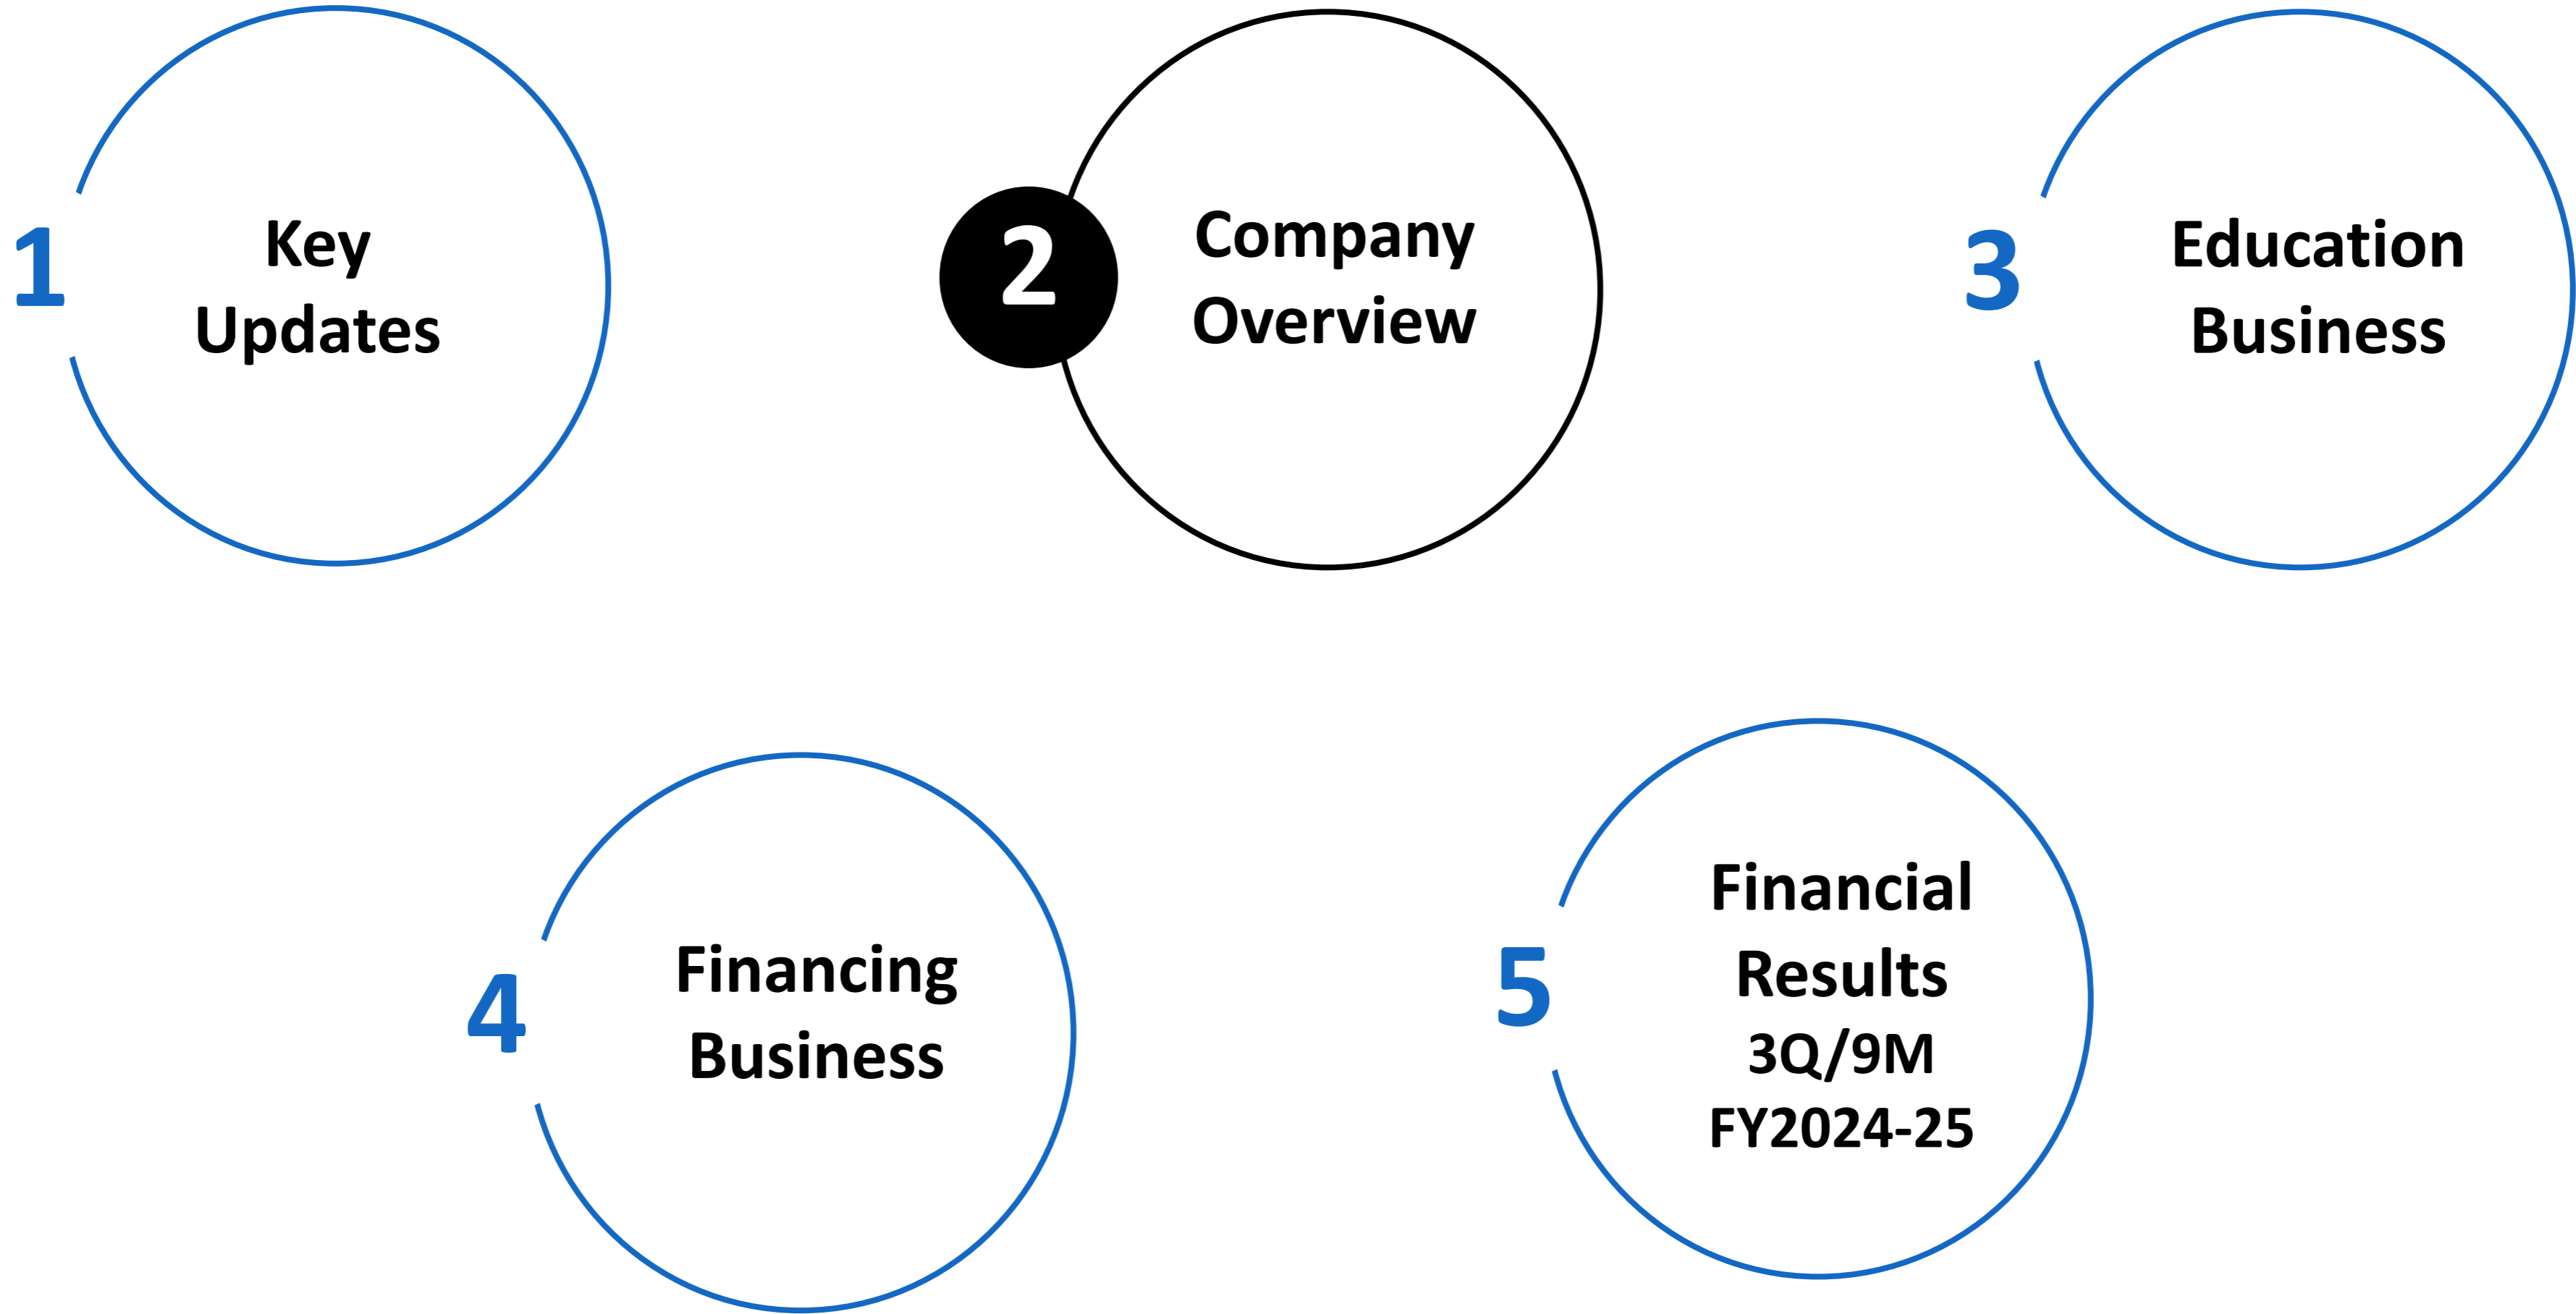 1
Key
Updates
2
Company
Overview
3
Education
Business
4
Financing
Business
5
Financial
Results
3Q/9M
FY2024-25